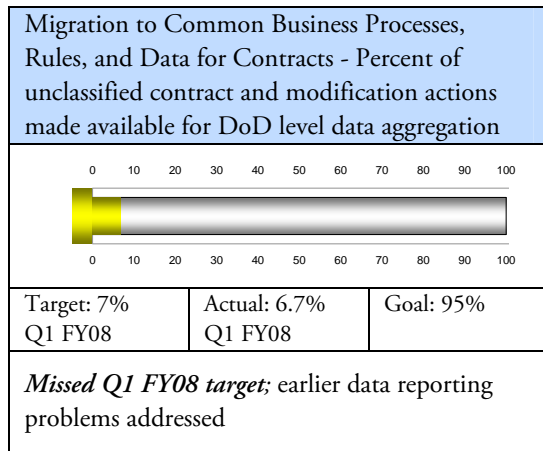 Migration to Common Business Processes,
Rules, and Data for Contracts - Percent of
unclassified contract and modification actions
made available for DoD level data aggregation
0 10 20 30 40 50 60 70 80 90 100
0 10 20 30 40 50 60 70 80 90 100
Target: 7%
Q1 FY08
Actual: 6.7%
Q1 FY08
Goal: 95%
Missed Q1 FY08 target; earlier data reporting
problems addressed